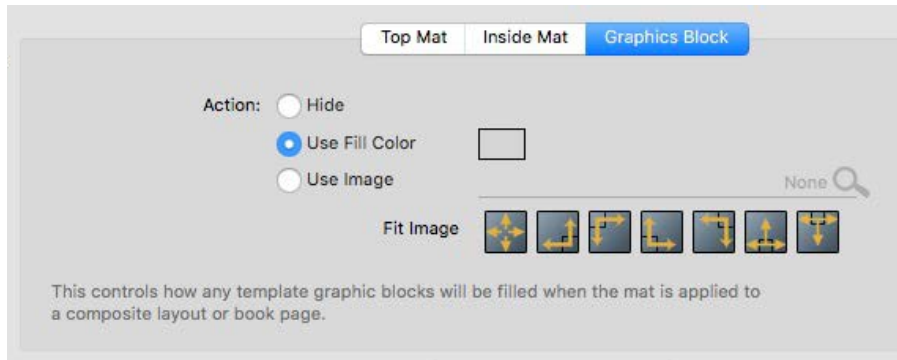 Top Mat Inside Mat Graphics Block
Action: Hide
Use Fill Color
Use Image None
Fit Image
This controls how any template graphic blocks will be filled when the mat is applied to
a composite layout or book page.